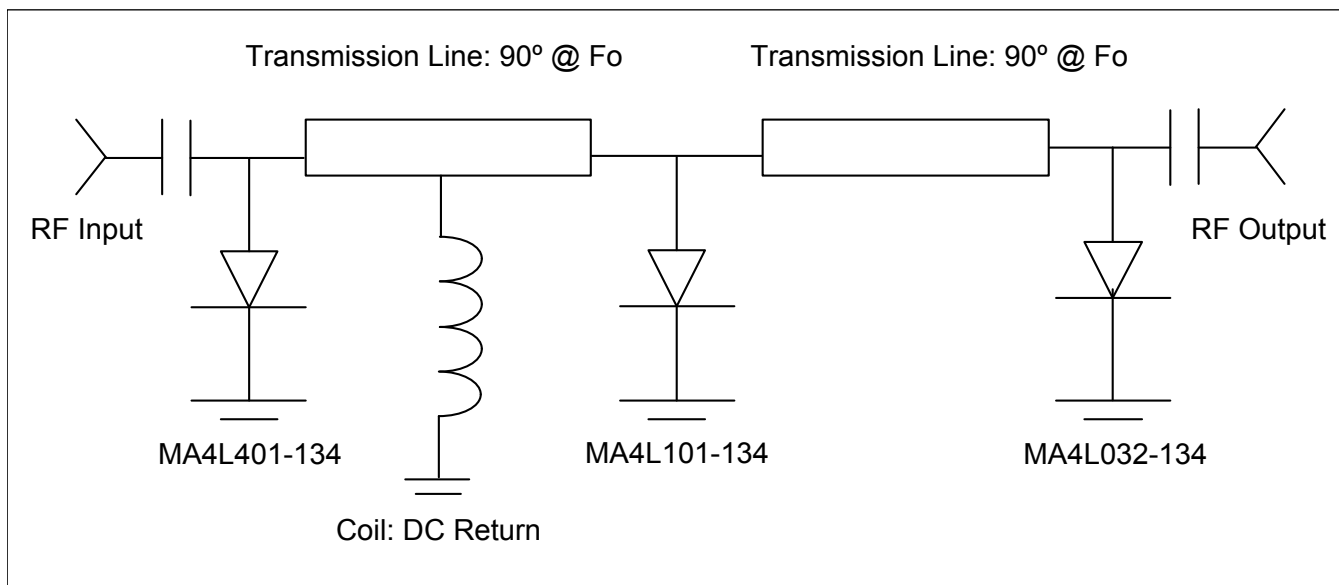 Transmission Line: 90º @ Fo
Transmission Line: 90º @ Fo
RF Input
RF Output
MA4L401-134
MA4L101-134
MA4L032-134
Coil: DC Return